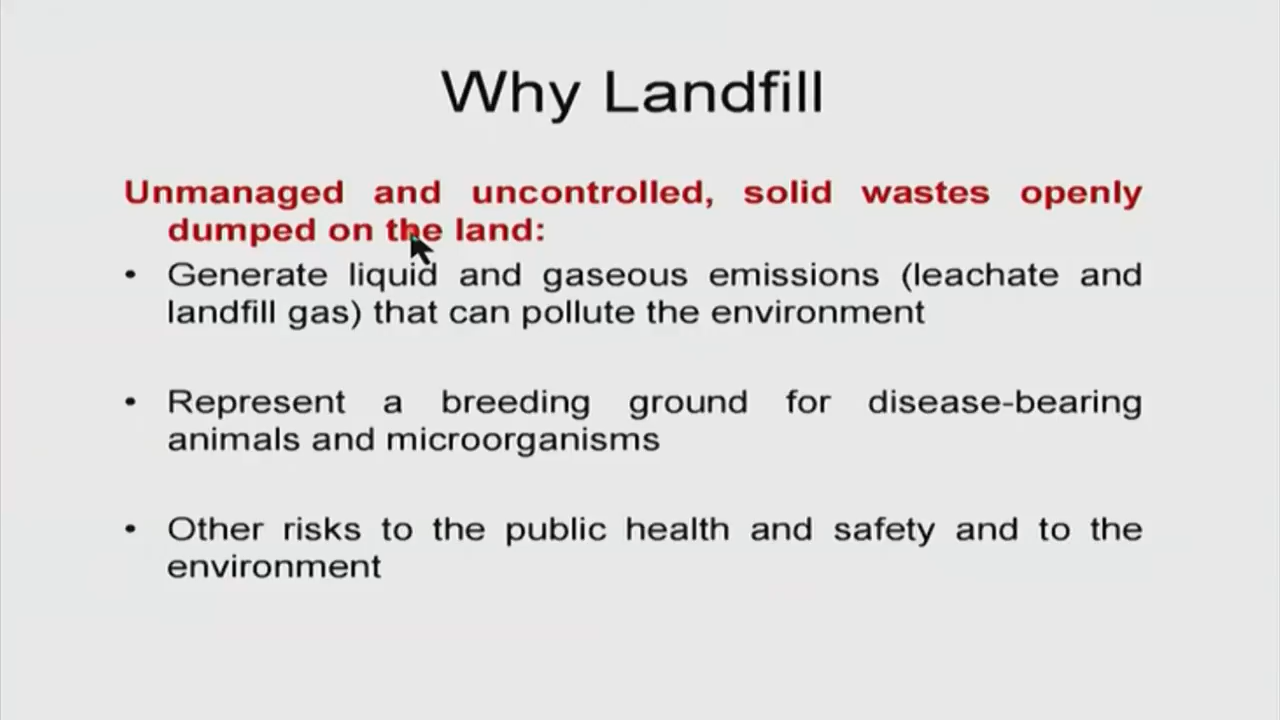 Why Landfill
Unmanaged and uncontrolled, solid wastes openly
dumped on the land:
• Generate liquid and gaseous emissions (leachate and
landfill gas) that can pollute the environment
• Represent a breeding ground for disease-bearing
animals and microorganisms
• Other risks to the public health and safety and to the
environment